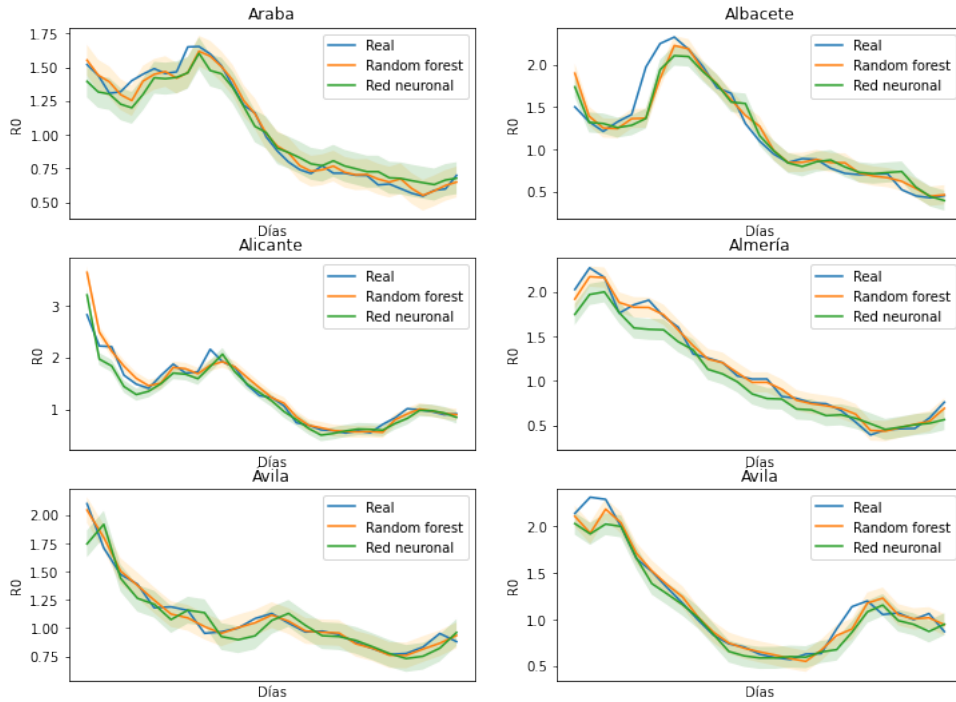 Araba
1.75
1.50
1.25
1.00
0.75
0.50
R0
Días
Real
Random forest
Red neuronal
Albacete
2.0
1.5
1.0
0.5
R0
Días
Real
Random forest
Red neuronal
Alicante
3
2
1
R0
Días
Real
Random forest
Red neuronal
Almería
2.0
1.5
1.0
0.5
R0
Días
Real
Random forest
Red neuronal
Avila
2.00
1.75
1.50
1.25
1.00
0.75
R0
Días
Real
Random forest
Red neuronal
Avila
2.0
1.5
1.0
0.5
R0
Días
Real
Random forest
Red neuronal